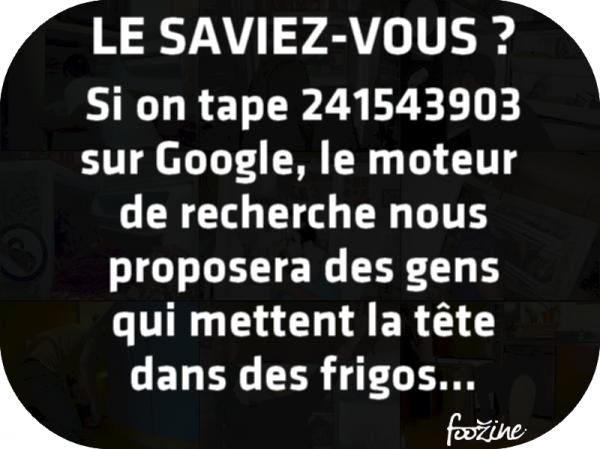 LE SAVIEZ-VOUS ?
Si on tape 241543903
sur Google, le moteur
de recherche nous
proposera des gens
qui mettent la tête
dans des frigos...
foozine